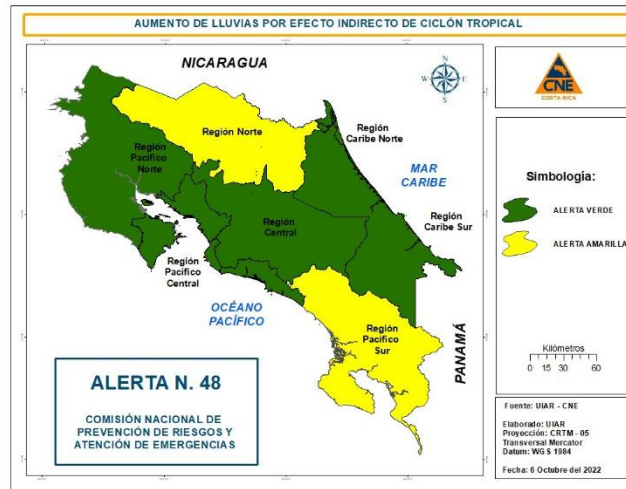 AUMENTO DE LLUVIAS POR EFECTO INDIRECTO DE CICLÓN TROPICAL
NICARAGUA
N
W
E
S
CNE
COSTA RICA
Región Norte
Región
Caribe Norte
Región
Pacífico
Norte
MAR
CARIBE
Región
Central
Región
Caribe Sur
Región
Pacífico
Central
OCÉANO
PACÍFICO
Región
Pacífico
Sur
PANAMÁ
Simbología:
ALERTA VERDE
ALERTA AMARILLA
Kilómetros
0 15 30 60
ALERTA N. 48
COMISIÓN NACIONAL DE
PREVENCIÓN DE RIESGOS Y
ATENCIÓN DE EMERGENCIAS
Fuente: UIAR - CNE
Elaborado: UIAR
Proyocción: CRTM - 05
Transversal Mercator
Datum: WGS 1984
Fecha: 6 Octubre del 2022